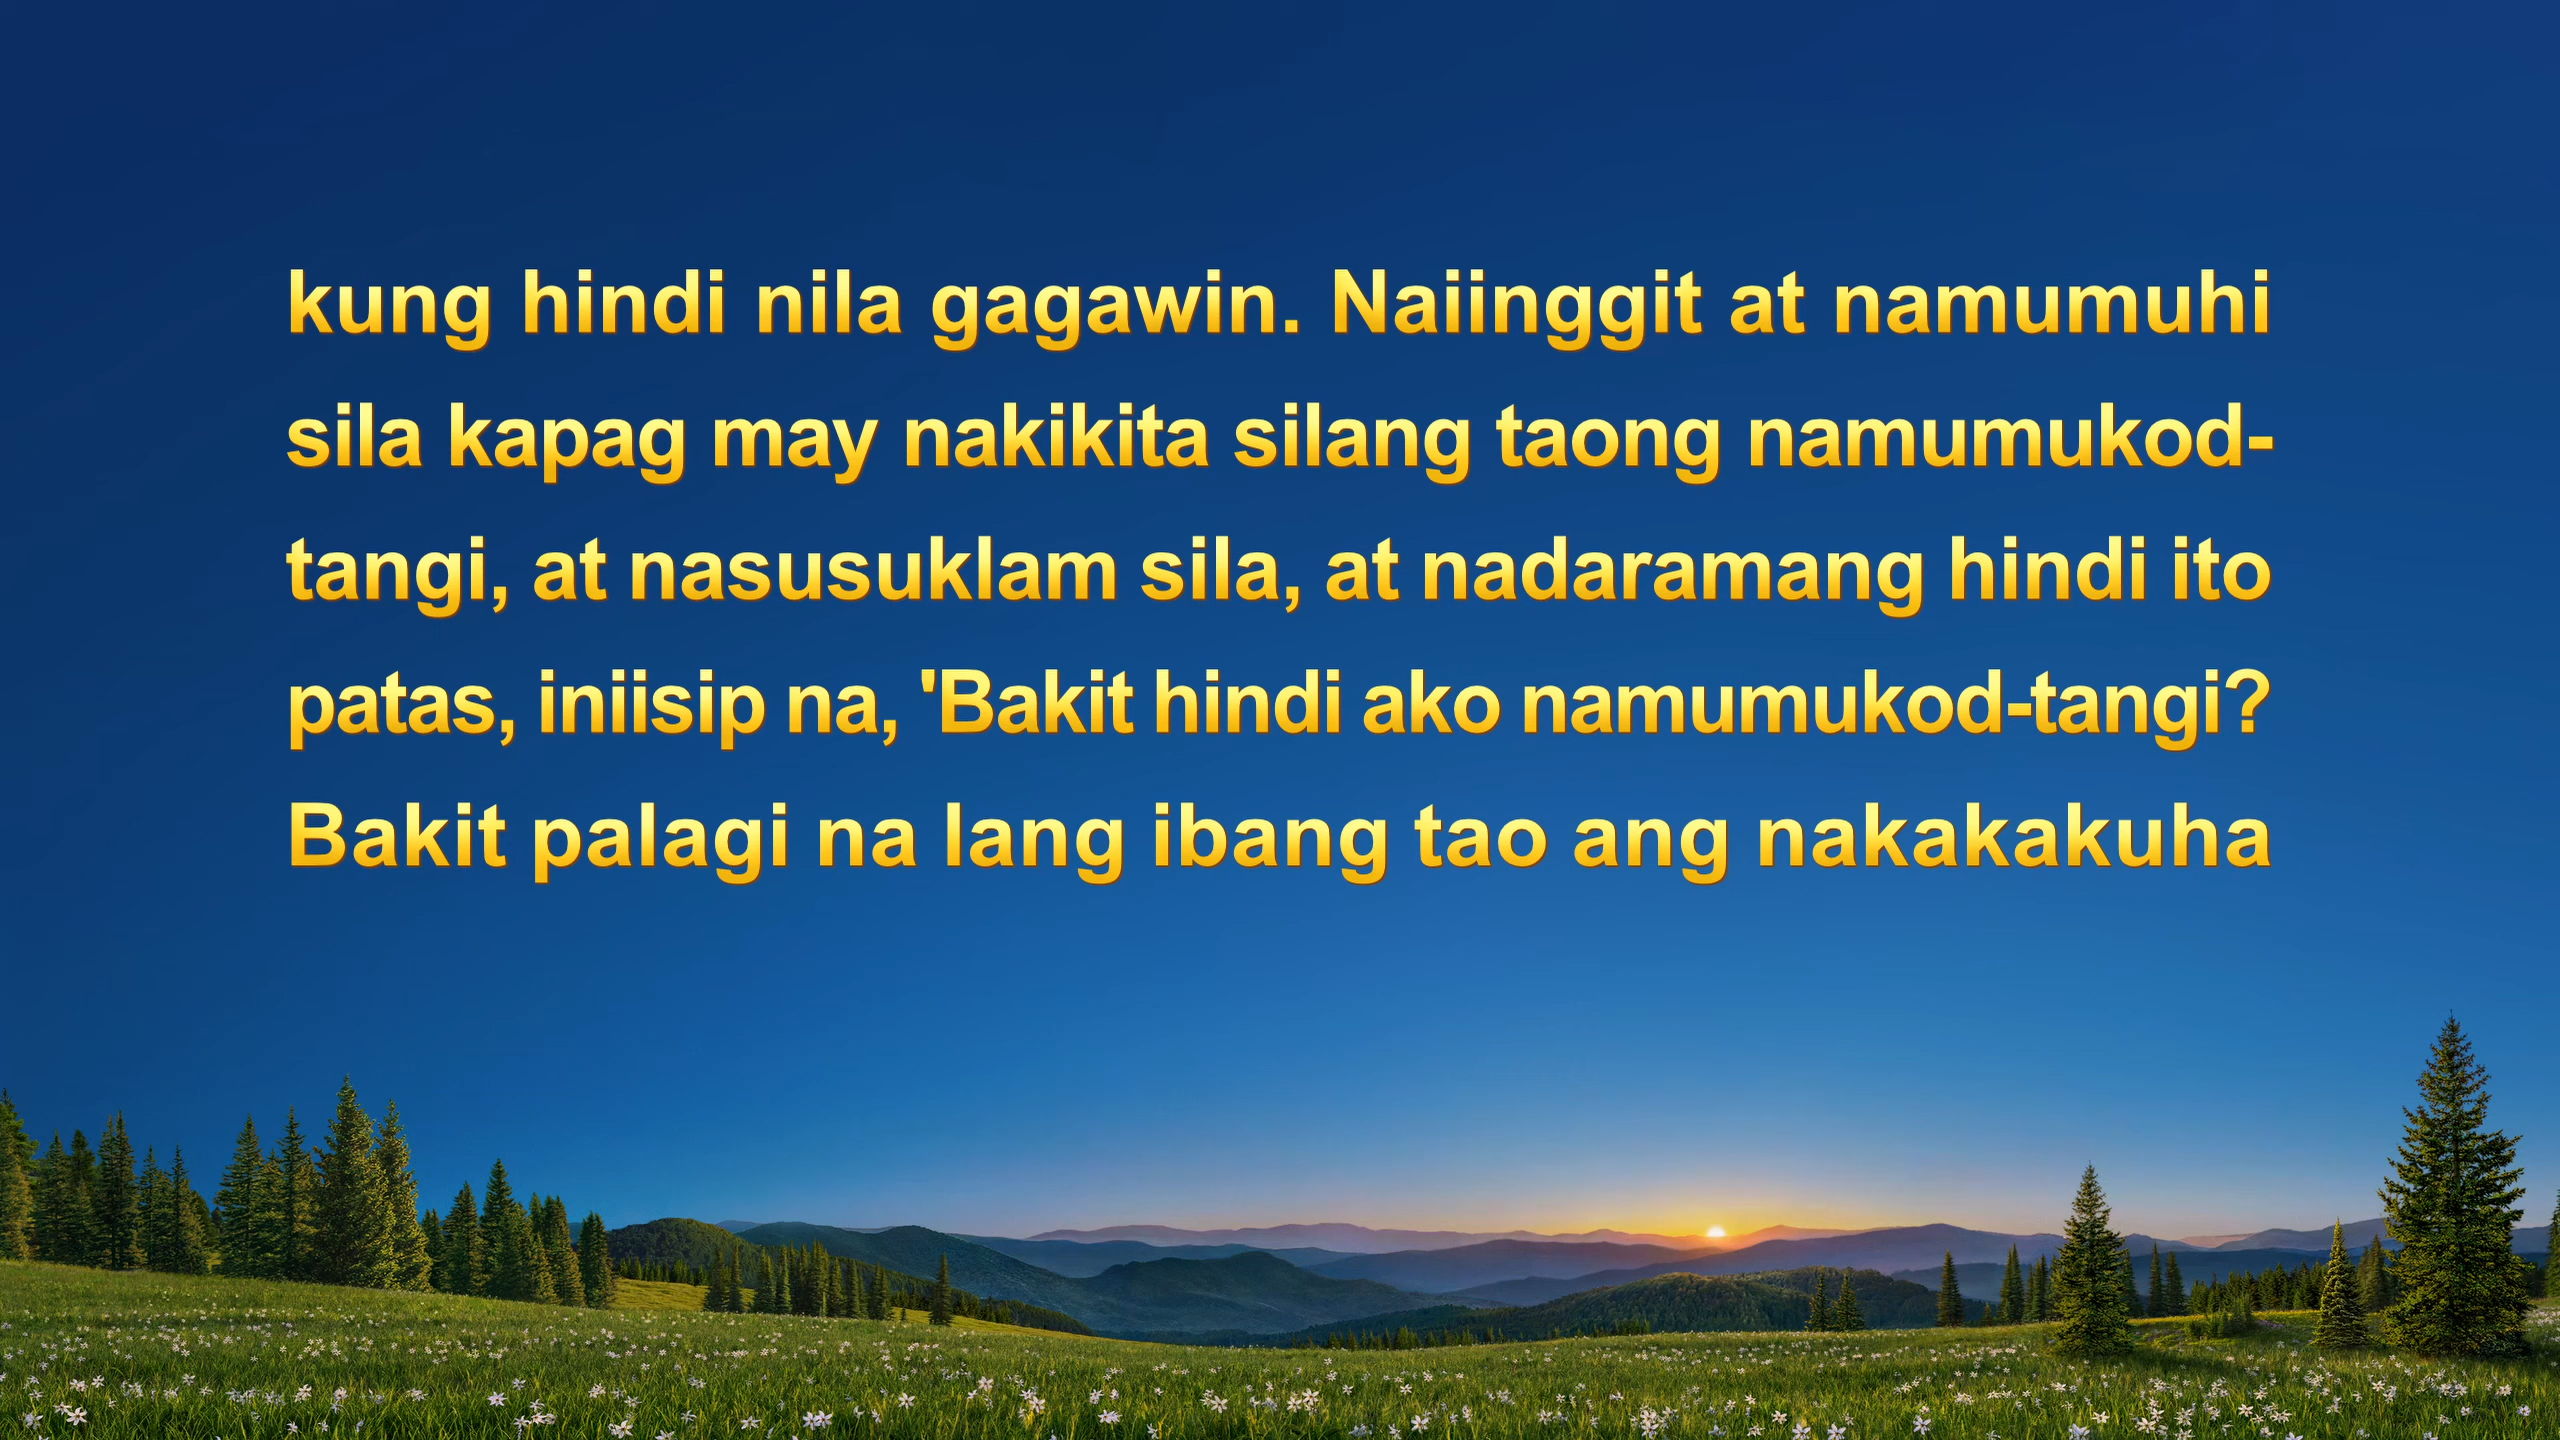 kung hindi nila gagawin. Naiinggit at namumuhi
sila kapag may nakikita silang taong namumukod-
tangi, at nasusuklam sila, at nadaramang hindi ito
patas, iniisip na, 'Bakit hindi ako namumukod-tangi?
Bakit palagi na lang ibang tao ang nakakakuha